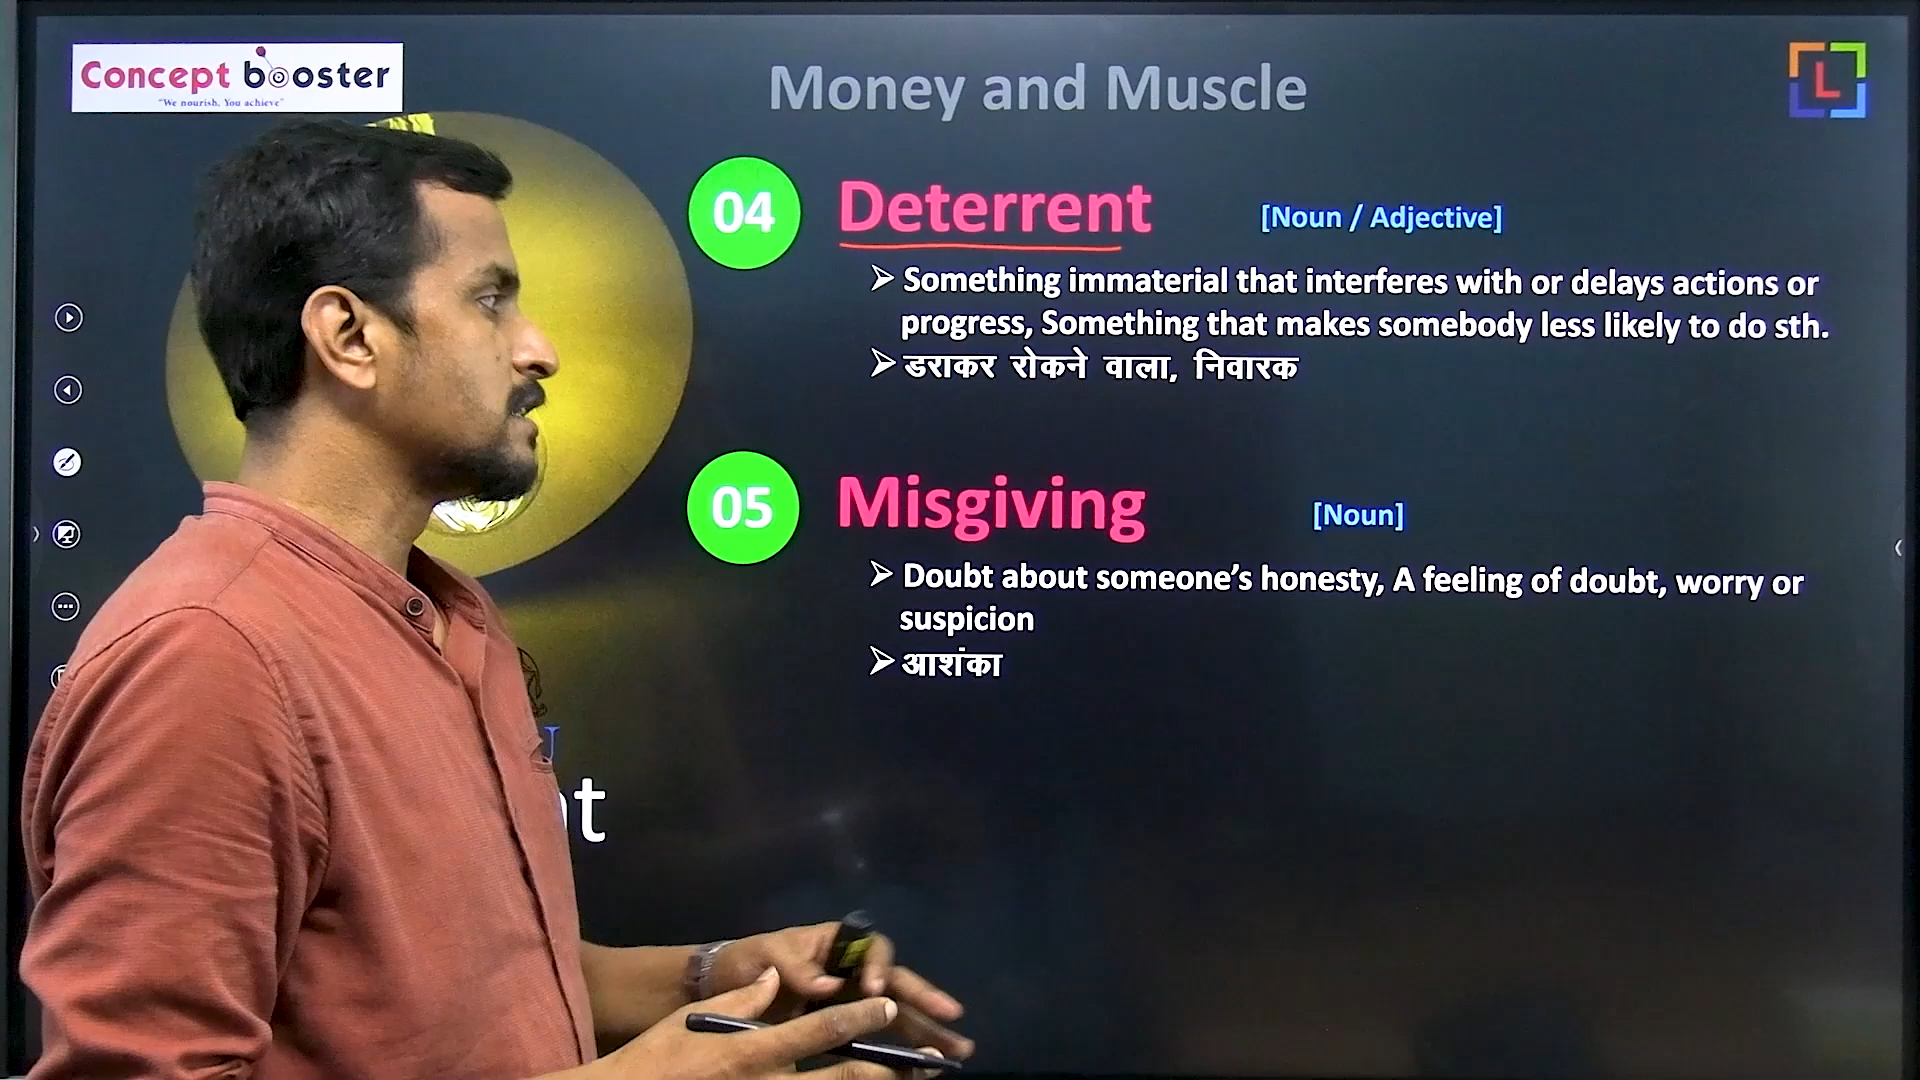 Concept booster
"We nourish, You achieve"
Money and Muscle
L
04
Deterrent
[Noun / Adjective]
Something immaterial that interferes with or delays actions or
progress, Something that makes somebody less likely to do sth.
डराकर रोकने वाला, निवारक
05
Misgiving
[Noun]
Doubt about someone's honesty, A feeling of doubt, worry or
suspicion
आशंका